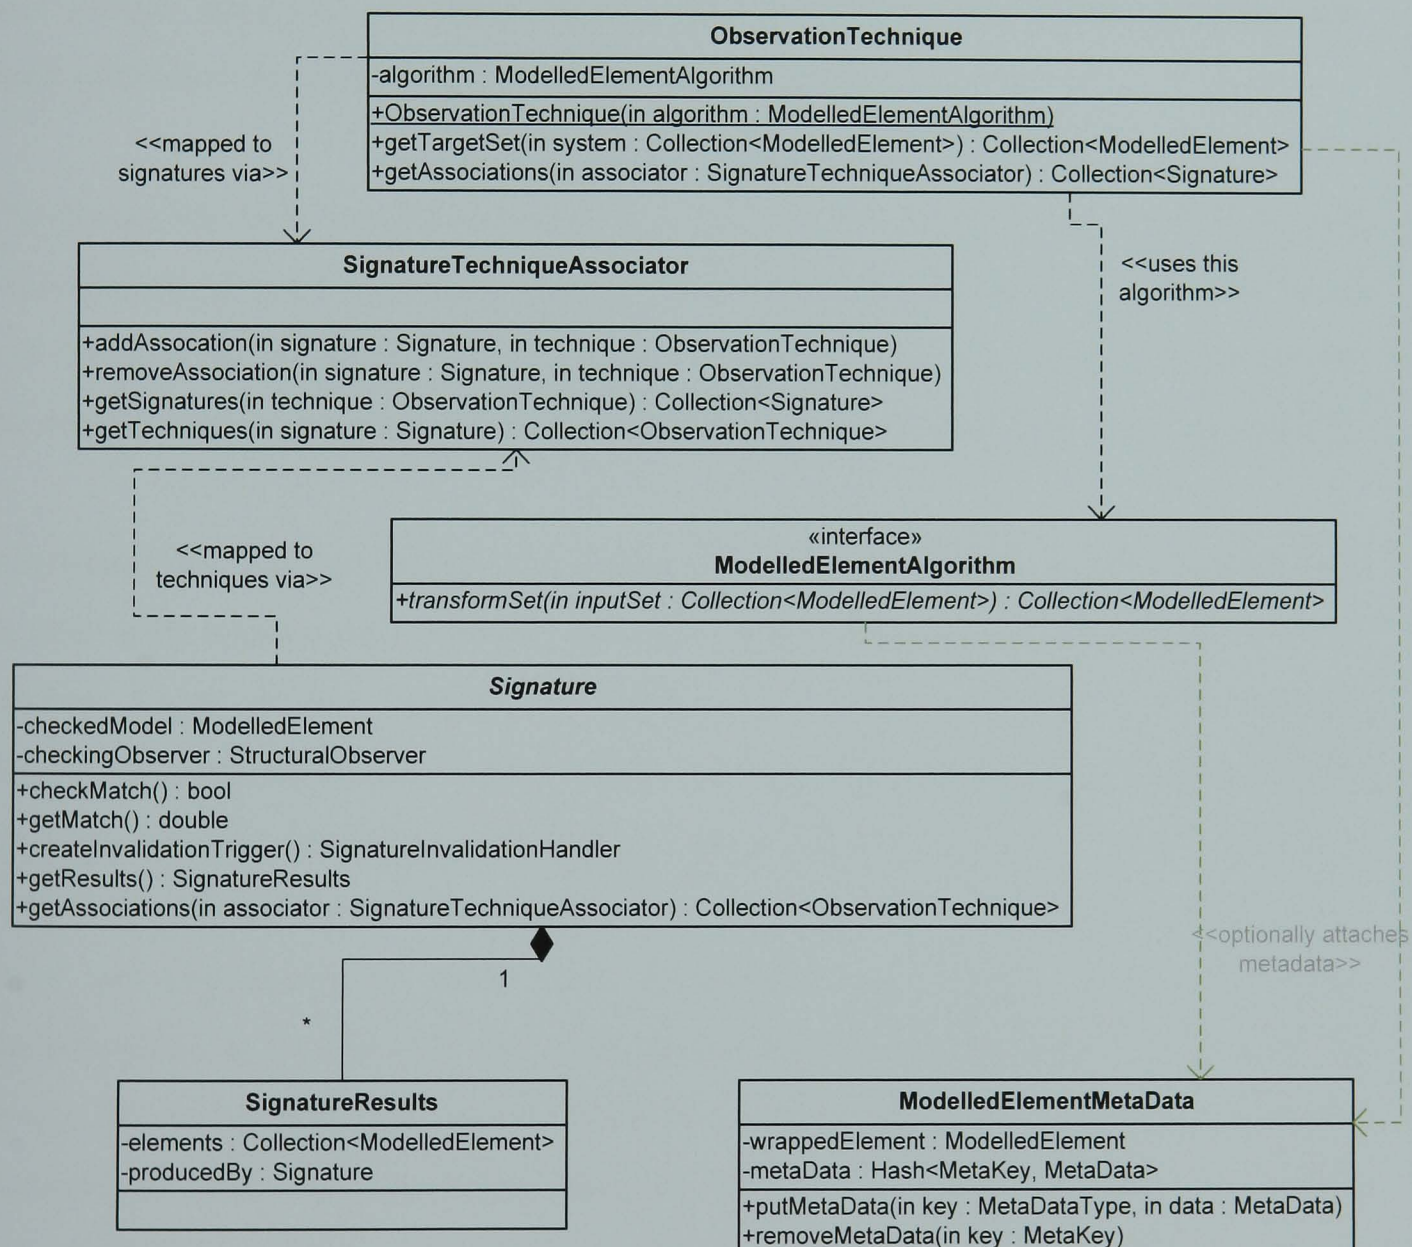 ObservationTechnique
-algorithm : ModelledElementAlgorithm
+ObservationTechnique(in algorithm : ModelledElementAlgorithm)
+getTargetSet(in system : Collection<ModelledElement>) : Collection<ModelledElement>
+getAssociations(in associator : SignatureTechniqueAssociator) : Collection<Signature>
<<mapped to
signatures via>>
SignatureTechniqueAssociator
+addAssocation(in signature : Signature, in technique : ObservationTechnique)
+removeAssociation(in signature : Signature, in technique : ObservationTechnique)
+getSignatures(in technique : ObservationTechnique) : Collection<Signature>
+getTechniques(in signature : Signature) : Collection<ObservationTechnique>
<<uses this
algorithm>>
<<mapped to
techniques via>>
«interface»
ModelledElementAlgorithm
+transformSet(in inputSet : Collection<ModelledElement>) : Collection<ModelledElement>
Signature
-checkedModel : ModelledElement
-checkingObserver : StructuralObserver
+checkMatch() : bool
+getMatch() : double
+createInvalidationTrigger() : SignatureInvalidationHandler
+getResults() : SignatureResults
+getAssociations(in associator : SignatureTechniqueAssociator) : Collection<ObservationTechnique>
<<optionally attaches
metadata>>
1
*
SignatureResults
-elements : Collection<ModelledElement>
-producedBy : Signature
ModelledElementMetaData
-wrappedElement : ModelledElement
-metaData : Hash<MetaKey, MetaData>
+putMetaData(in key : MetaDataType, in data : MetaData)
+removeMetaData(in key : MetaKey)